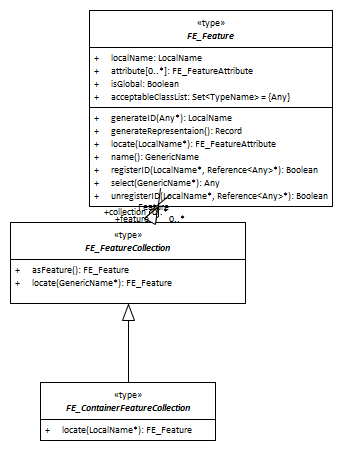 «type»
FE_Feature
+ localName: LocalName
+ attribute[0..*]: FE_FeatureAttribute
+ isGlobal: Boolean
+ acceptableClassList: Set<TypeName> = {Any}
+ generateID(Any*): LocalName
+ generateRepresentaion(): Record
+ locate(LocalName*): FE_FeatureAttribute
+ name(): GenericName
+ registerID(LocalName*, Reference<Any>*): Boolean
+ select(GenericName*): Any
+ unregisterID(LocalName*, Reference<Any>*): Boolean
Feature
+collection 0..*
+feature 0..*
«type»
FE_FeatureCollection
+ asFeature(): FE_Feature
+ locate(GenericName*): FE_Feature
«type»
FE_ContainerFeatureCollection
+ locate(LocalName*): FE_Feature